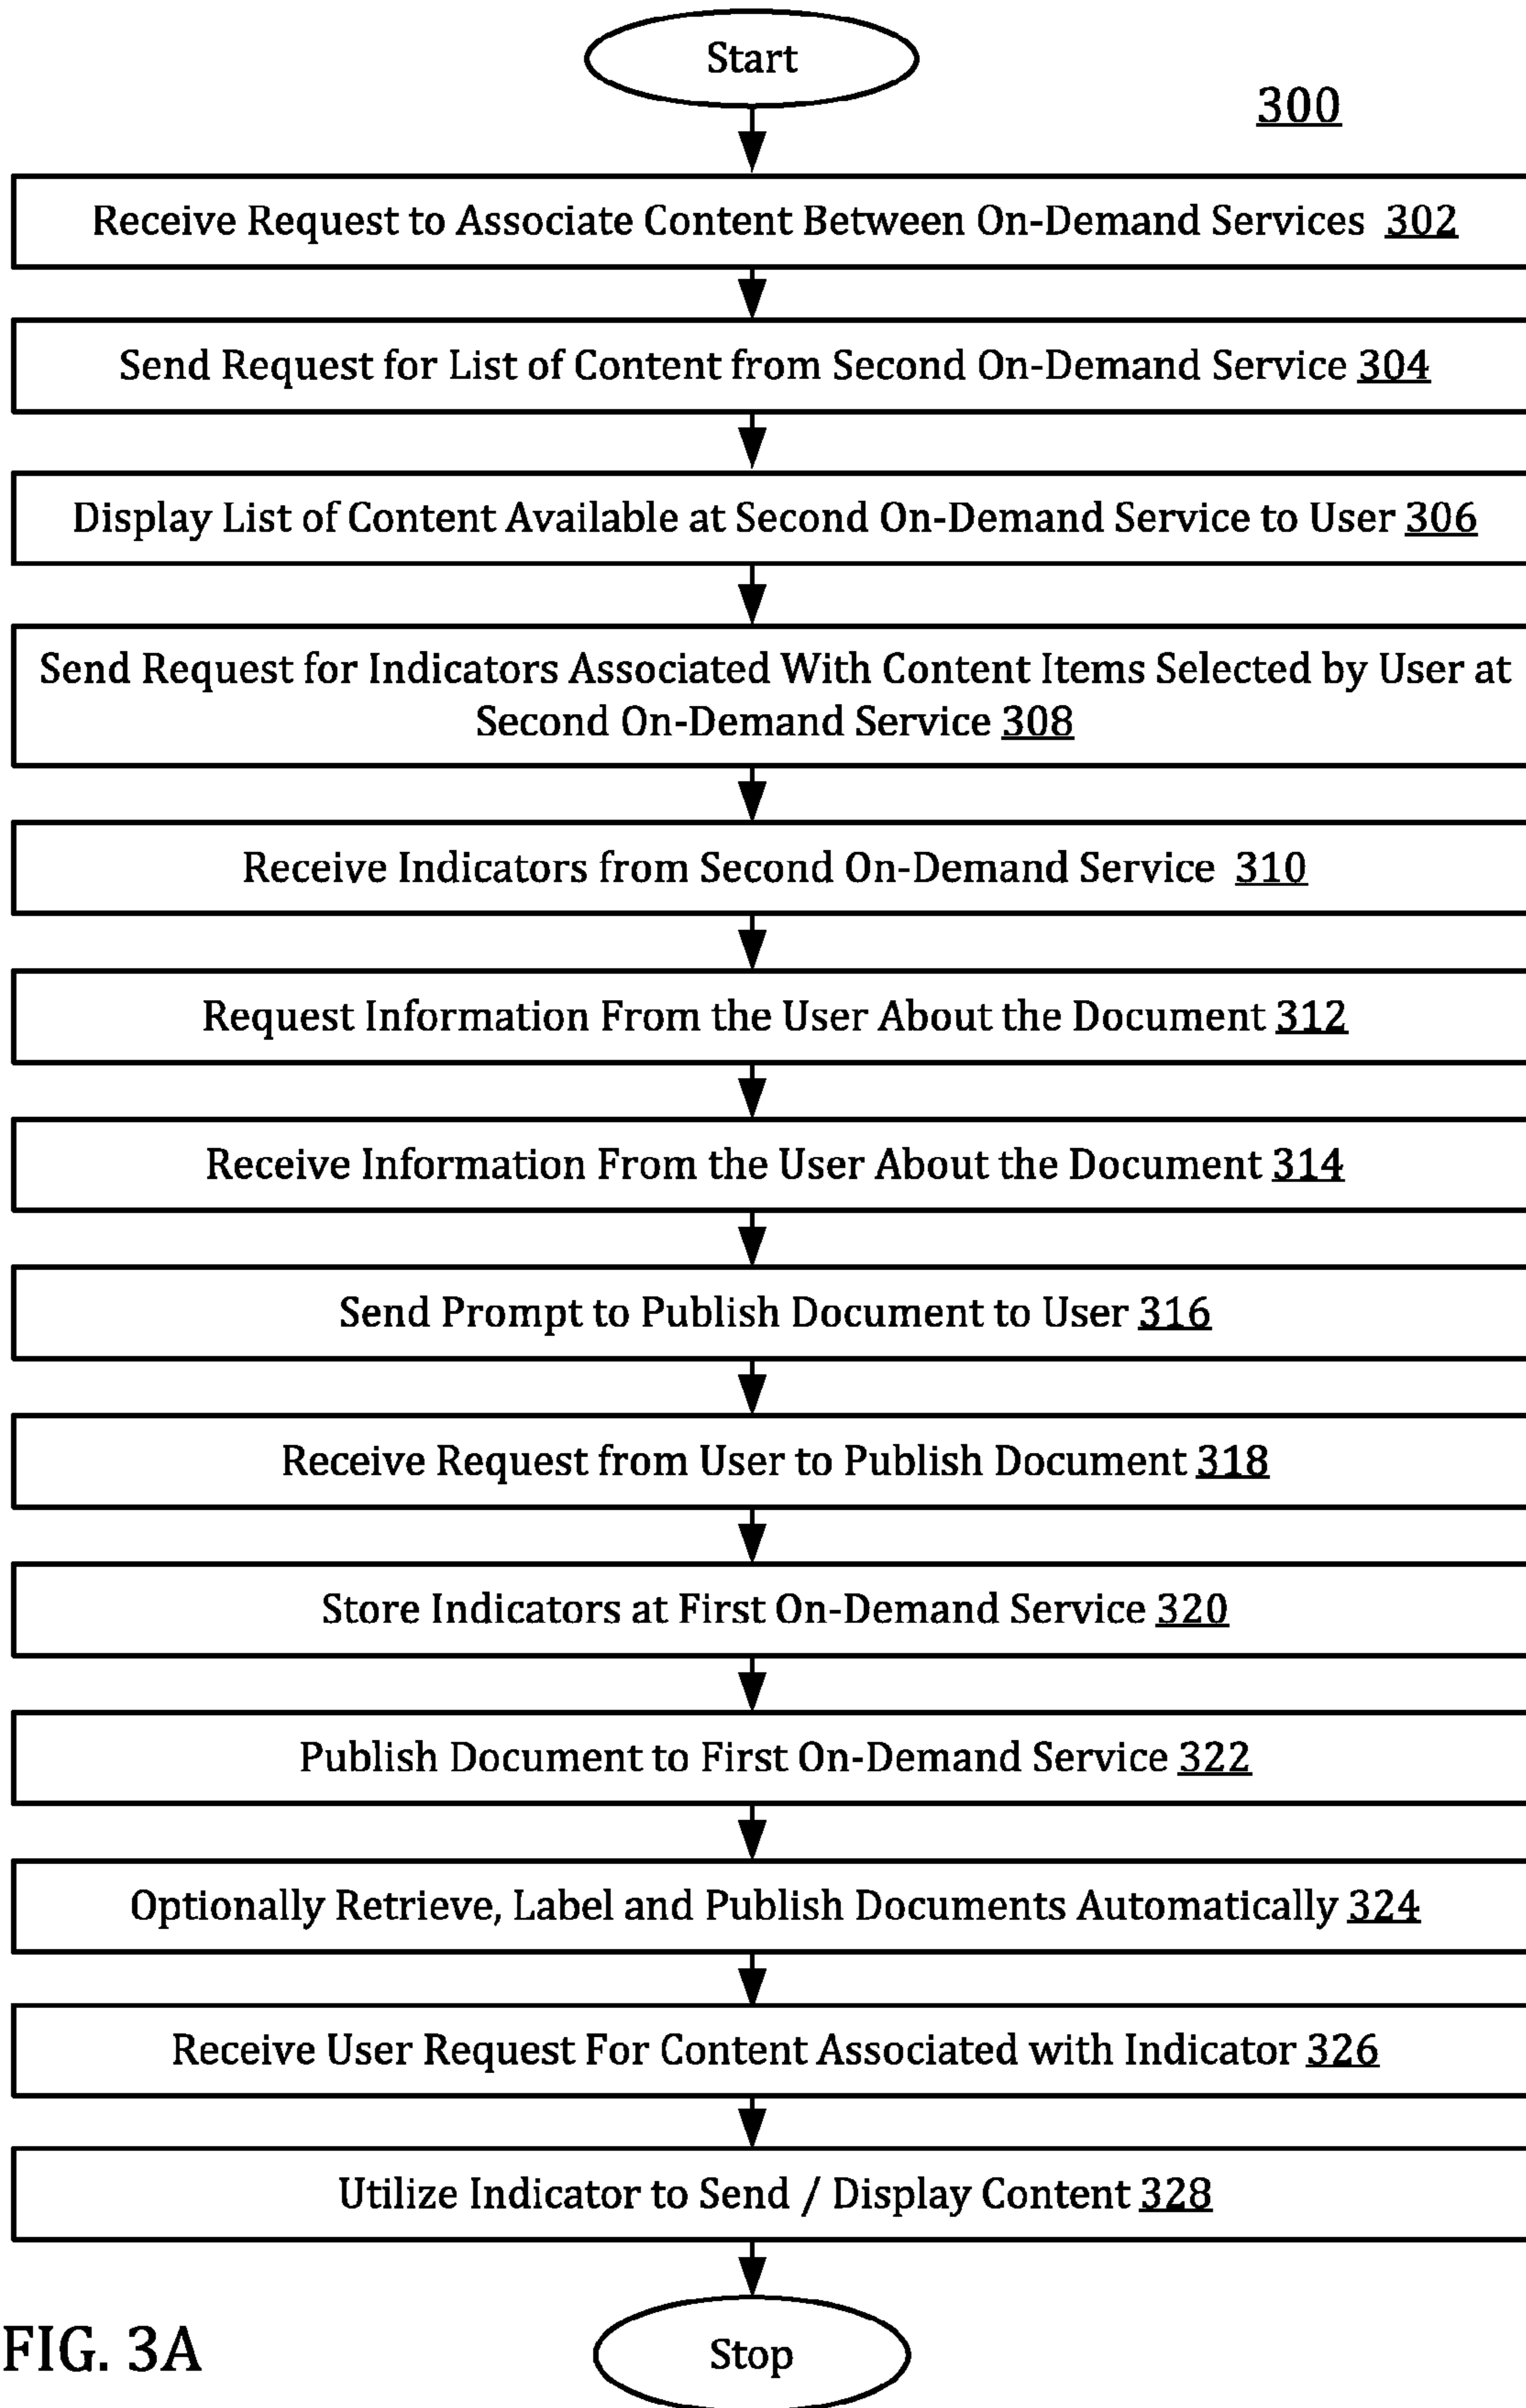 Start
300
Receive Request to Associate Content Between On-Demand Services 302
Send Request for List of Content from Second On-Demand Service 304
Display List of Content Available at Second On-Demand Service to User 306
Send Request for Indicators Associated With Content Items Selected by User at
Second On-Demand Service 308
Receive Indicators from Second On-Demand Service 310
Request Information From the User About the Document 312
Receive Information From the User About the Document 314
Send Prompt to Publish Document to User 316
Receive Request from User to Publish Document 318
Store Indicators at First On-Demand Service 320
Publish Document to First On-Demand Service 322
Optionally Retrieve, Label and Publish Documents Automatically 324
Receive User Request For Content Associated with Indicator 326
Utilize Indicator to Send / Display Content 328
FIG. 3A
Stop